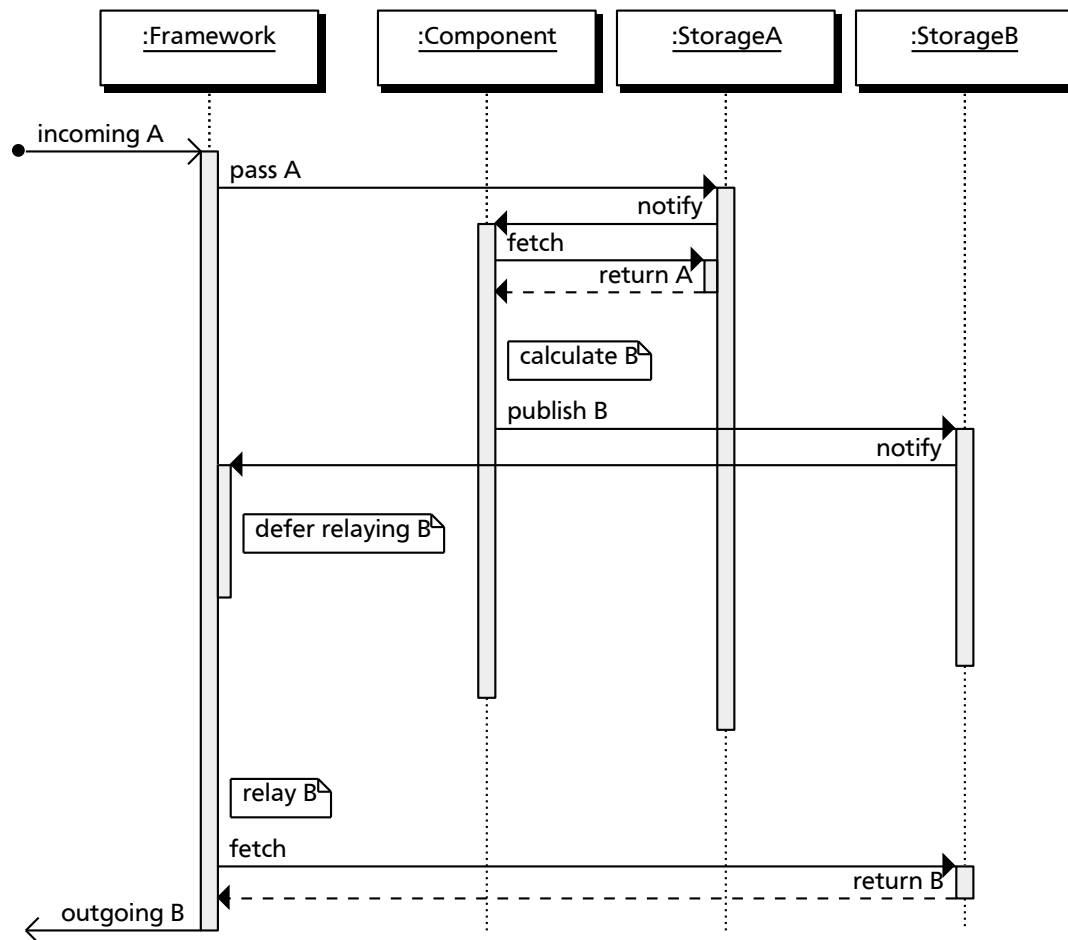 :Framework
:Component
:StorageA
:StorageB
incoming A
pass A
notify
fetch
return A
calculate B
publish B
notify
defer relaying B
relay B
fetch
return B
outgoing B